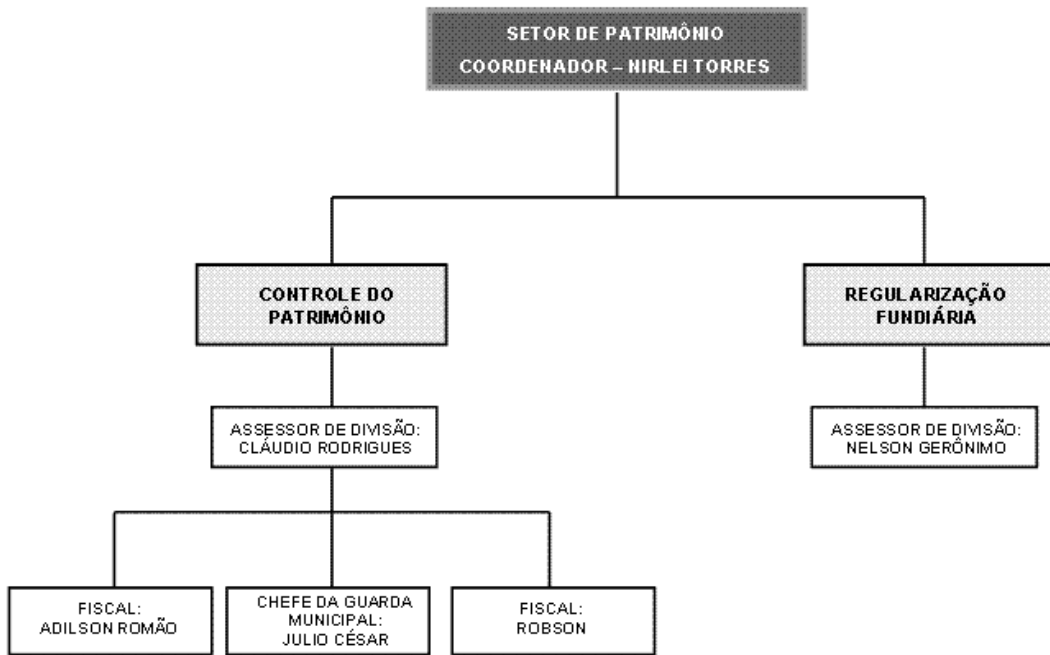 SETOR DE PATRIMÔNIO
COORDENADOR – NIRLEI TORRES
CONTROLE DO
PATRIMÔNIO
REGULARIZAÇÃO
FUNDIÁRIA
ASSESSOR DE DIVISÃO:
CLÁUDIO RODRIGUES
ASSESSOR DE DIVISÃO:
NELSON GERÔNIMO
FISCAL:
ADILSON ROMÃO
CHEFE DA GUARDA
MUNICIPAL:
JULIO CÉSAR
FISCAL:
ROBSON